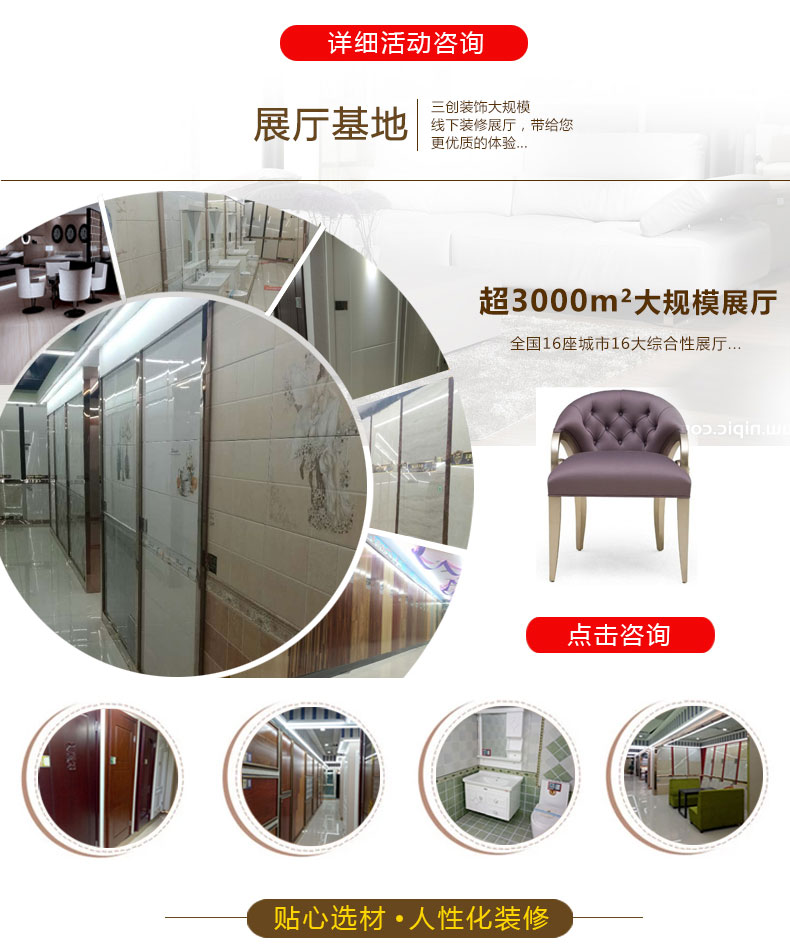 详细活动咨询
展厅基地
三创装饰大规模
线下装修展厅，带给您
更优质的体验...
超3000m²大规模展厅
全国16座城市16大综合性展厅...
点击咨询
贴心选材·人性化装修